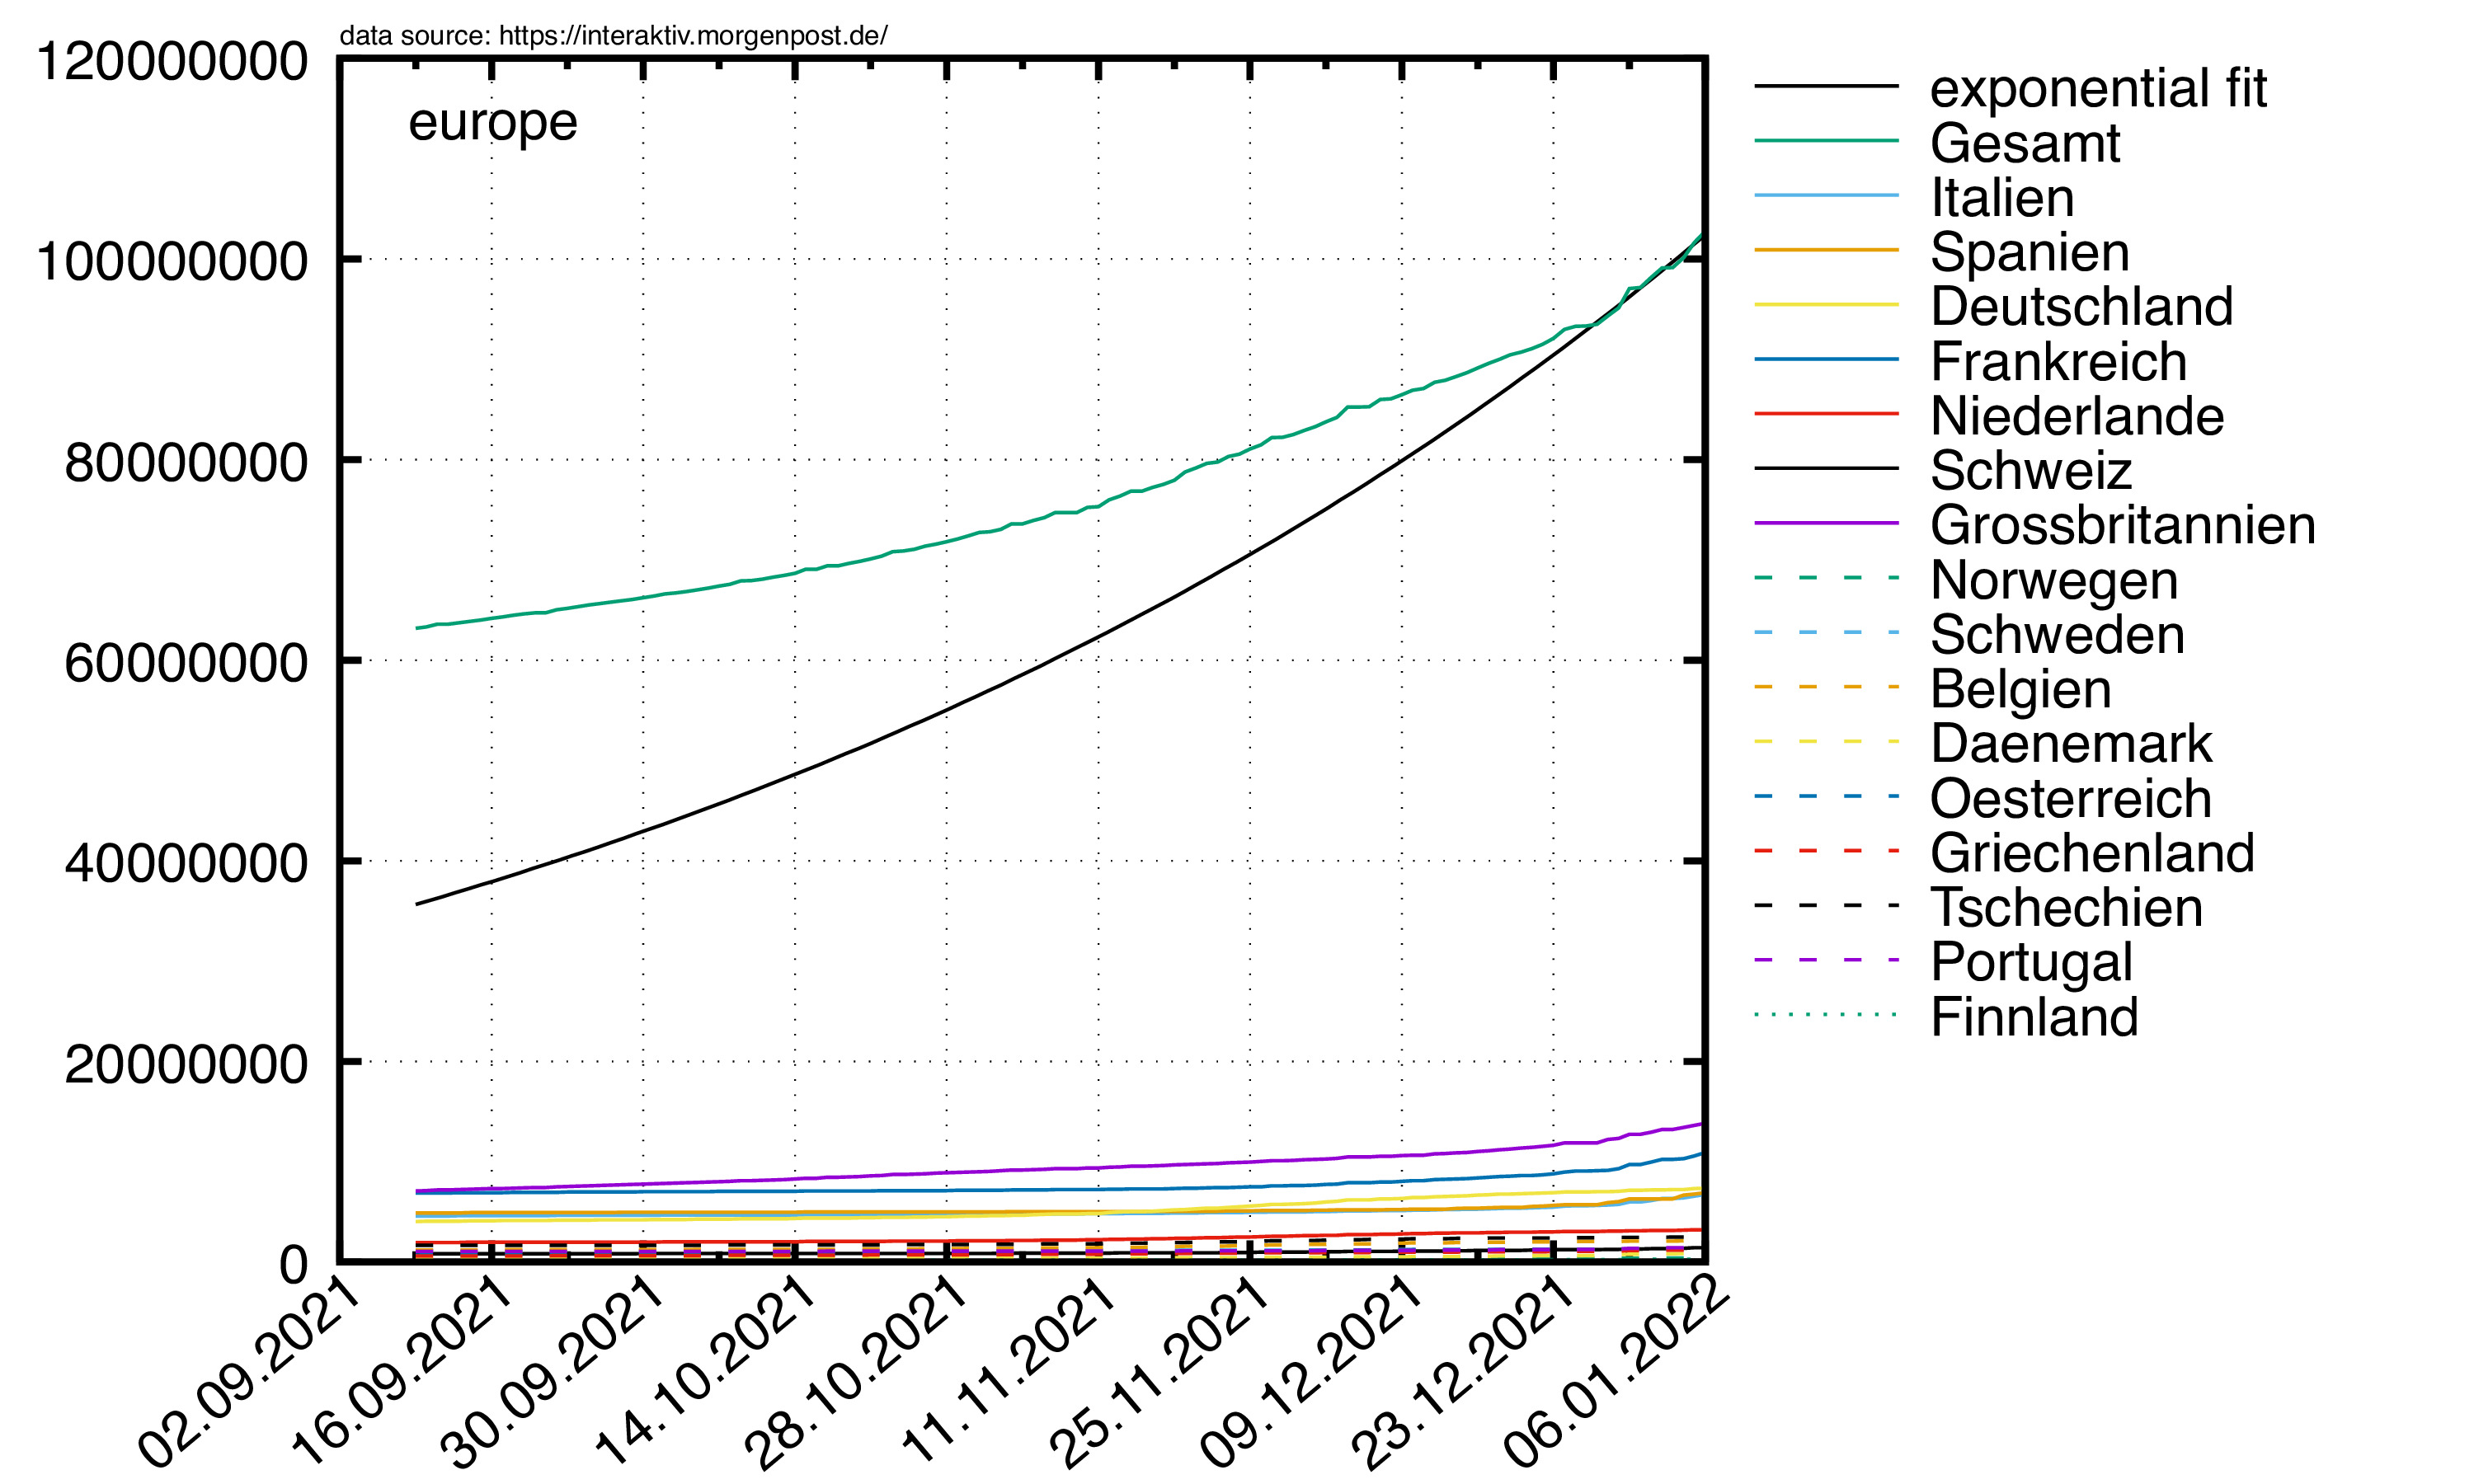 data source: https://interaktiv.morgenpost.de/
europe
120000000
100000000
80000000
60000000
40000000
20000000
0
02.09.2021
16.09.2021
30.09.2021
14.10.2021
28.10.2021
11.11.2021
25.11.2021
09.12.2021
23.12.2021
06.01.2022
exponential fit
Gesamt
Italien
Spanien
Deutschland
Frankreich
Niederlande
Schweiz
Grossbritannien
Norwegen
Schweden
Belgien
Daenemark
Oesterreich
Griechenland
Tschechien
Portugal
Finnland